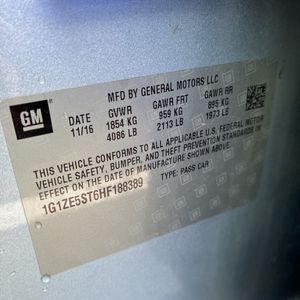 GM
MFD BY GENERAL MOTORS LLC
DATE GVWR GAWR FRT GAWR RR
11/16 1854 KG 959 KG 895 KG
4086 LB 2113 LB 1973 LB
THIS VEHICLE CONFORMS TO ALL APPLICABLE U.S. FEDERAL MOTOR
VEHICLE SAFETY, BUMPER, AND THEFT PREVENTION STANDARDS IN
EFFECT ON THE DATE OF MANUFACTURE SHOWN ABOVE.
1G1ZE5ST6HF188389 TYPE: PASS CAR